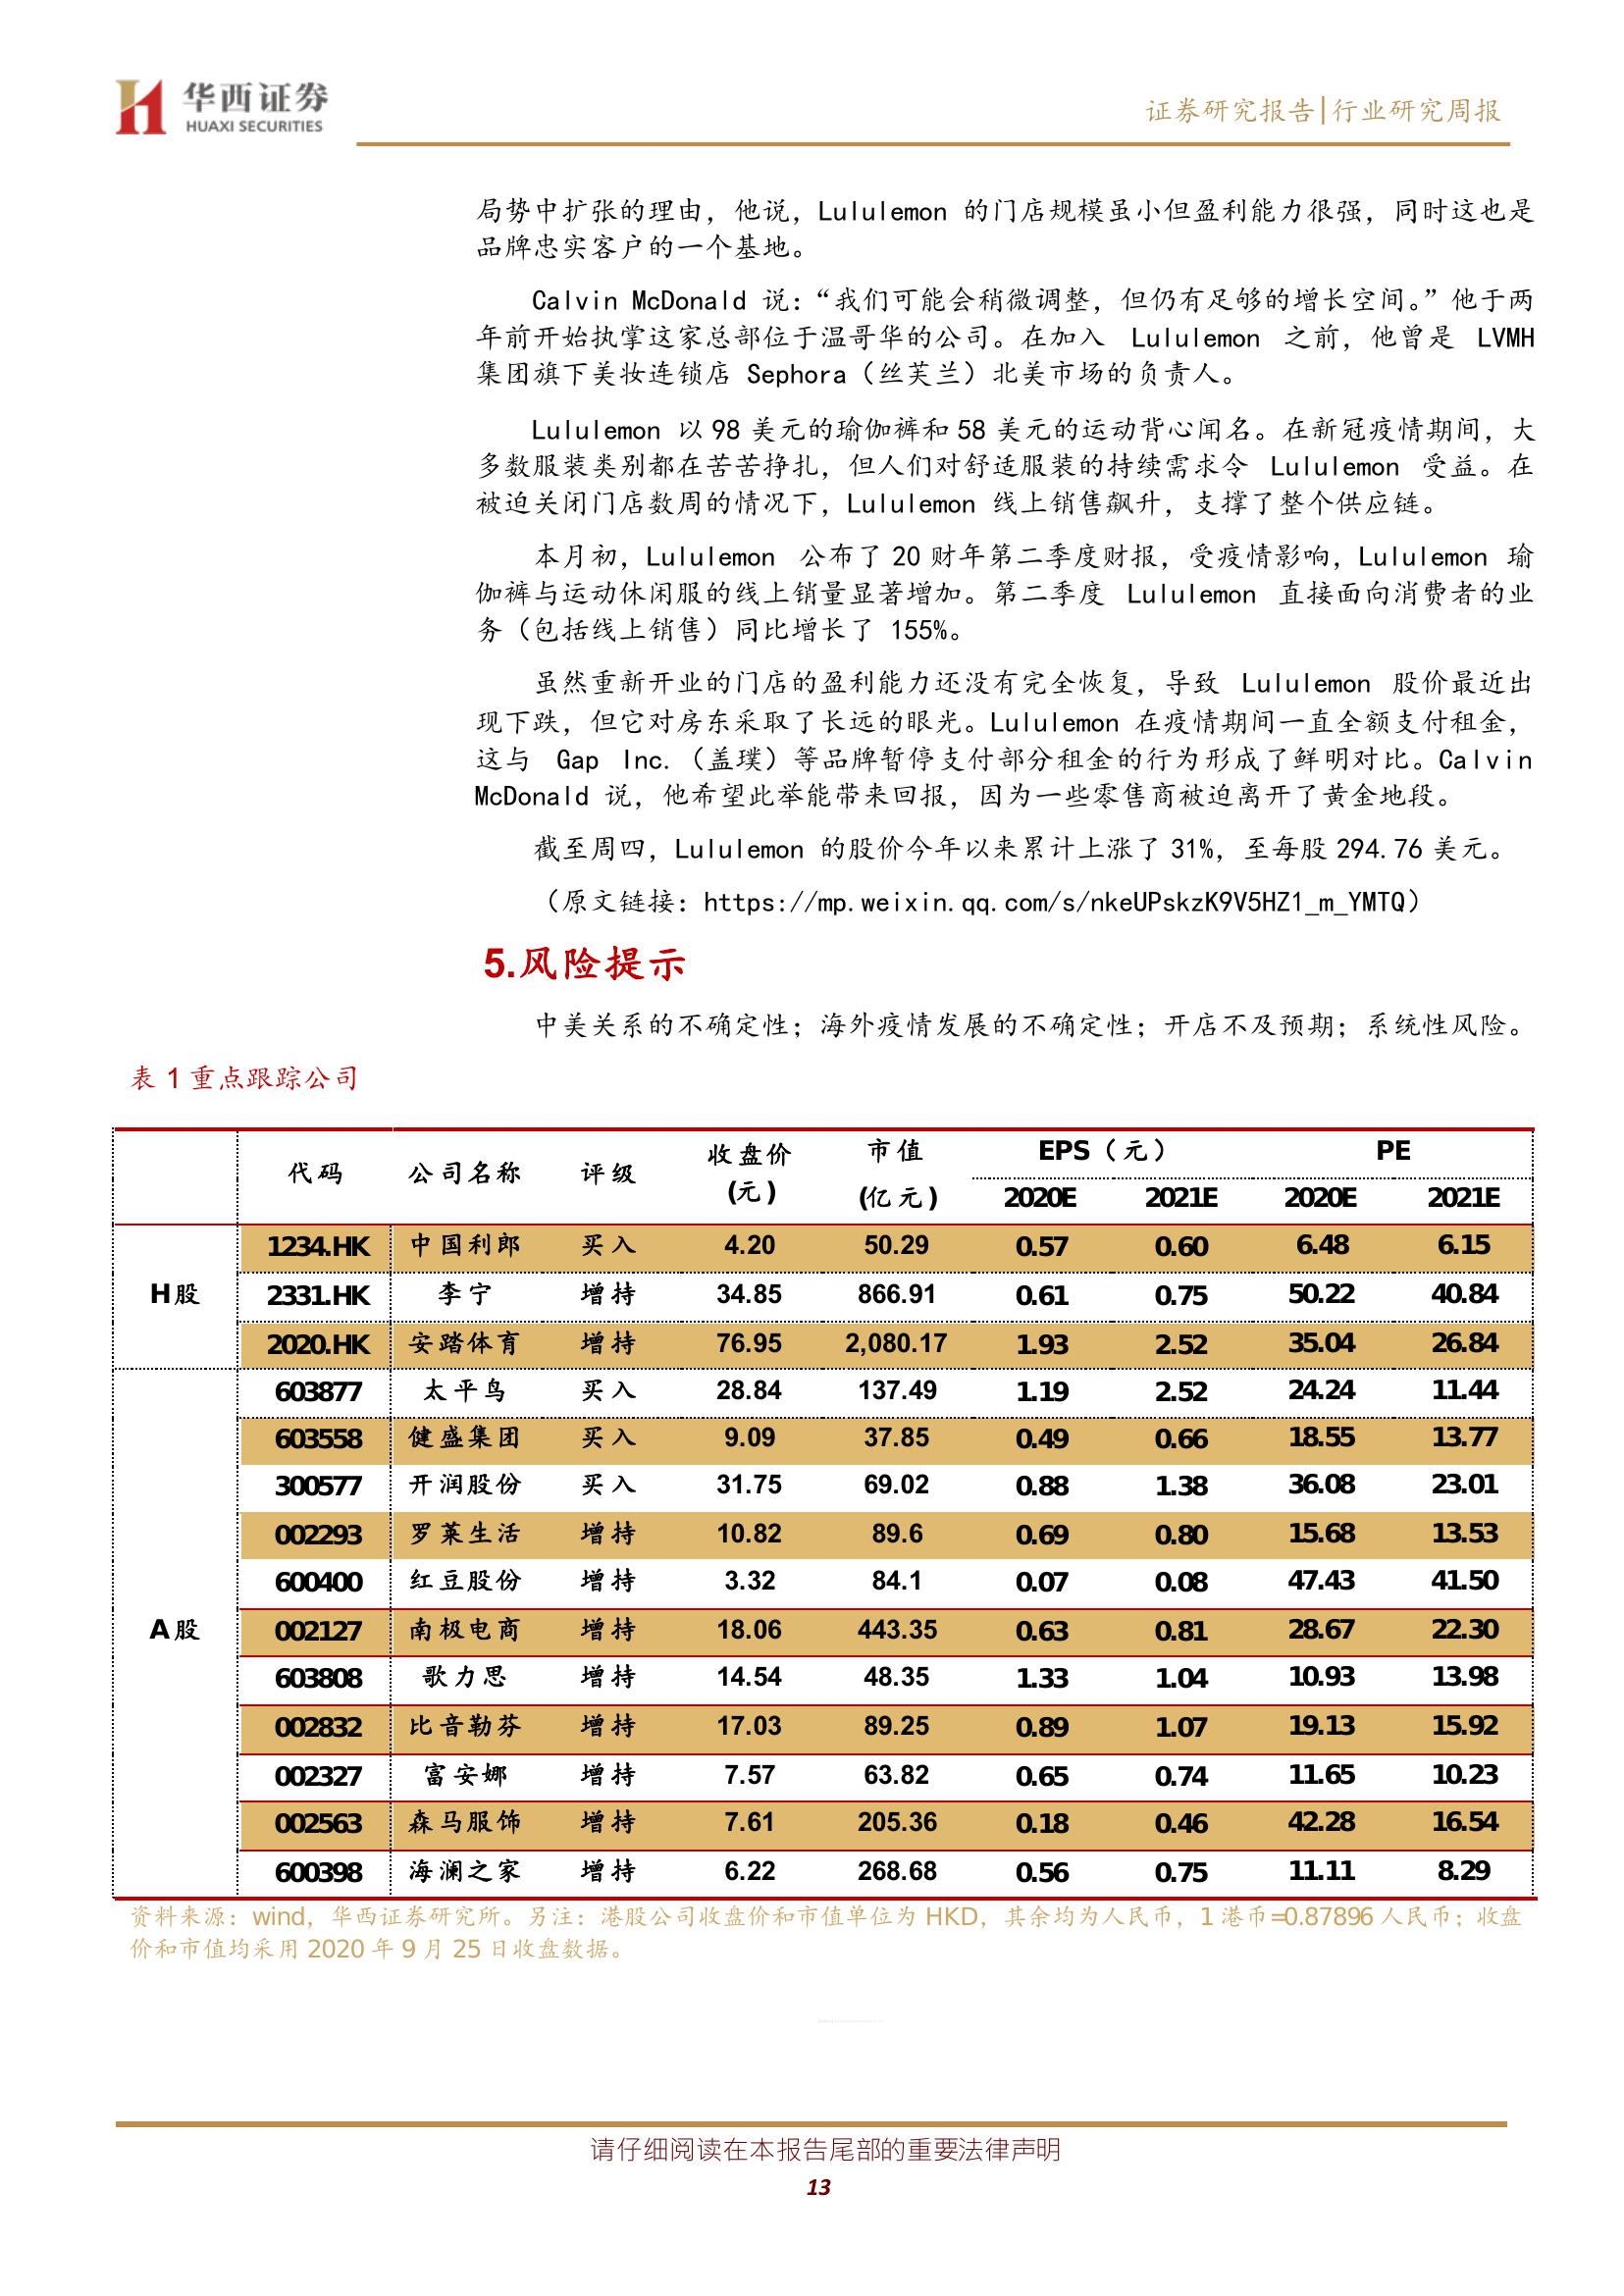 华西证券
HUAXI SECURITIES
证券研究报告|行业研究周报
局势中扩张的理由，他说，Lululemon 的门店规模虽小但盈利能力很强，同时这也是
品牌忠实客户的一个基地。
Calvin McDonald 说：“我们可能会稍微调整，但仍有足够的增长空间。”他于两
年前开始执掌这家总部位于温哥华的公司。在加入 Lululemon 之前，他曾是 LVMH
集团旗下美妆连锁店 Sephora（丝芙兰）北美市场的负责人。
Lululemon 以 98 美元的瑜伽裤和 58 美元的运动背心闻名。在新冠疫情期间，大
多数服装类别都在苦苦挣扎，但人们对舒适服装的持续需求令 Lululemon 受益。在
被迫关闭门店数周的情况下，Lululemon 线上销售飙升，支撑了整个供应链。
本月初，Lululemon 公布了 20 财年第二季度财报，受疫情影响，Lululemon 瑜
伽裤与运动休闲服的线上销量显著增加。第二季度 Lululemon 直接面向消费者的业
务（包括线上销售）同比增长了 155%。
虽然重新开业的门店的盈利能力还没有完全恢复，导致 Lululemon 股价最近出
现下跌，但它对房东采取了长远的眼光。Lululemon 在疫情期间一直全额支付租金，
这与 Gap Inc.（盖璞）等品牌暂停支付部分租金的行为形成了鲜明对比。Calvin
McDonald 说，他希望此举能带来回报，因为一些零售商被迫离开了黄金地段。
截至周四，Lululemon 的股价今年以来累计上涨了 31%，至每股 294.76 美元。
（原文链接：https://mp.weixin.qq.com/s/nkeUPskzK9V5HZ1_m_YMTQ）
5.风险提示
中美关系的不确定性；海外疫情发展的不确定性；开店不及预期；系统性风险。
表 1 重点跟踪公司
代码 公司名称 评级 收盘价(元) 市值(亿元) EPS（元） PE
2020E 2021E 2020E 2021E
H股
1234.HK 中国利郎 买入 4.20 50.29 0.57 0.60 6.48 6.15
2331.HK 李宁 增持 34.85 866.91 0.61 0.75 50.22 40.84
2020.HK 安踏体育 增持 76.95 2,080.17 1.93 2.52 35.04 26.84
A股
603877 太平鸟 买入 28.84 137.49 1.19 2.52 24.24 11.44
603558 健盛集团 买入 9.09 37.85 0.49 0.66 18.55 13.77
300577 开润股份 买入 31.75 69.02 0.88 1.38 36.08 23.01
002293 罗莱生活 增持 10.82 89.6 0.69 0.80 15.68 13.53
600400 红豆股份 增持 3.32 84.1 0.07 0.08 47.43 41.50
002127 南极电商 增持 18.06 443.35 0.63 0.81 28.67 22.30
603808 歌力思 增持 14.54 48.35 1.33 1.04 10.93 13.98
002832 比音勒芬 增持 17.03 89.25 0.89 1.07 19.13 15.92
002327 富安娜 增持 7.57 63.82 0.65 0.74 11.65 10.23
002563 森马服饰 增持 7.61 205.36 0.18 0.46 42.28 16.54
600398 海澜之家 增持 6.22 268.68 0.56 0.75 11.11 8.29
资料来源：wind，华西证券研究所。另注：港股公司收盘价和市值单位为 HKD，其余均为人民币，1 港币=0.87896 人民币；收盘
价和市值均采用 2020 年 9 月 25 日收盘数据。
请仔细阅读在本报告尾部的重要法律声明
13